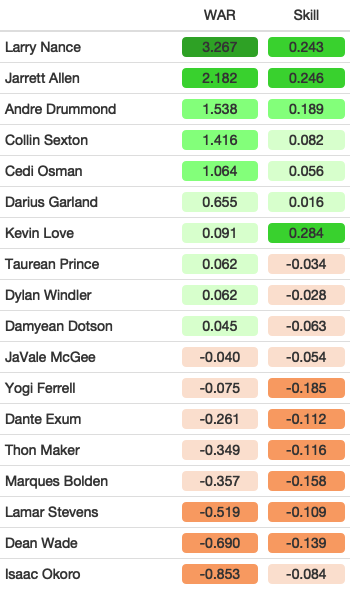 WAR Skill
Larry Nance 3.267 0.243
Jarrett Allen 2.182 0.246
Andre Drummond 1.538 0.189
Collin Sexton 1.416 0.082
Cedi Osman 1.064 0.056
Darius Garland 0.655 0.016
Kevin Love 0.091 0.284
Taurean Prince 0.062 -0.034
Dylan Windler 0.062 -0.028
Damyean Dotson 0.045 -0.063
JaVale McGee -0.040 -0.054
Yogi Ferrell -0.075 -0.185
Dante Exum -0.261 -0.112
Thon Maker -0.349 -0.116
Marques Bolden -0.357 -0.158
Lamar Stevens -0.519 -0.109
Dean Wade -0.690 -0.139
Isaac Okoro -0.853 -0.084